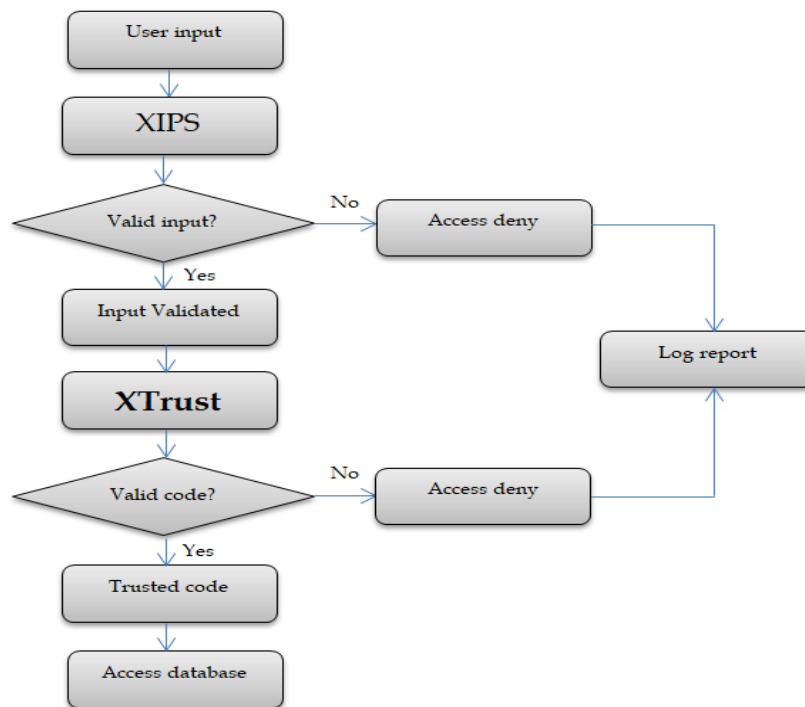 User input
XIPS
No
Valid input?
Access deny
Yes
Input Validated
Log report
XTrust
No
Valid code?
Access deny
Yes
Trusted code
Access database